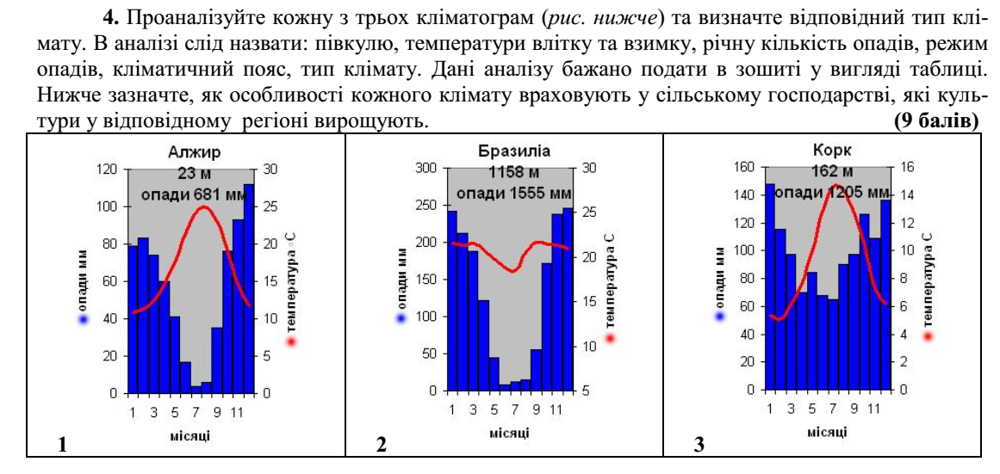 4. Проаналізуйте кожну з трьох кліматограм (рис. нижче) та визначте відповідний тип клі-
мату. В аналізі слід назвати: півкулю, температури влітку та взимку, річну кількість опадів, режим
опадів, кліматичний пояс, тип клімату. Дані аналізу бажано подати в зошиті у вигляді таблиці.
Нижче зазначте, як особливості кожного клімату враховують у сільському господарстві, які куль-
тури у відповідному регіоні вирощують. (9 балів)
Алжир
23 м
опади 681 мм
120
100
80
60
40
20
0
30
25
20
15
10
5
0
опади мм
температура °С
1 3 5 7 9 11
місяці
1
Бразиліа
1158 м
опади 1555 мм
300
250
200
150
100
50
0
30
25
20
15
10
5
опади мм
температура С
1 3 5 7 9 11
місяці
2
Корк
162 м
опади 1205 мм
160
140
120
100
80
60
40
20
0
16
14
12
10
8
6
4
2
0
опади мм
температура С
1 3 5 7 9 11
місяці
3